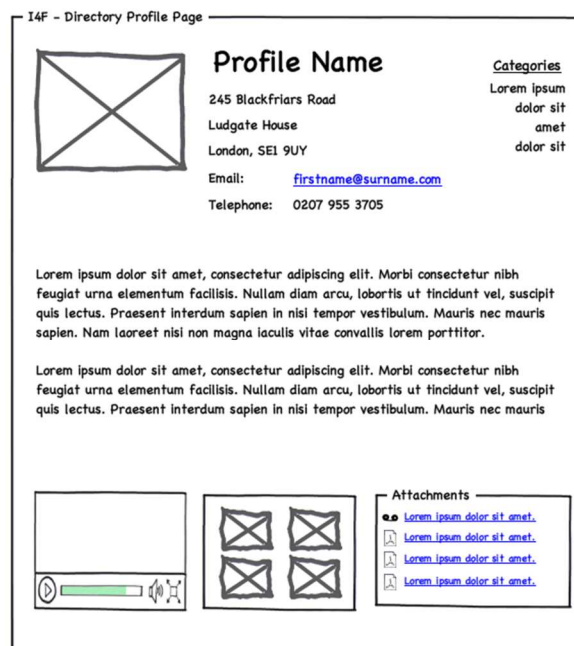 I4F - Directory Profile Page
Profile Name
245 Blackfriars Road
Ludgate House
London, SE1 9UY
Email: firstname@surname.com
Telephone: 0207 955 3705
Categories
Lorem ipsum
dolor sit
amet
dolor sit
Lorem ipsum dolor sit amet, consectetur adipiscing elit. Morbi consectetur nibh
feugiat urna elementum facilisis. Nullam diam arcu, lobortis ut tincidunt vel, suscipit
quis lectus. Praesent interdum sapien in nisi tempor vestibulum. Mauris nec mauris
sapien. Nam laoreet nisi non magna iaculis vitae convallis lorem porttitor.
Lorem ipsum dolor sit amet, consectetur adipiscing elit. Morbi consectetur nibh
feugiat urna elementum facilisis. Nullam diam arcu, lobortis ut tincidunt vel, suscipit
quis lectus. Praesent interdum sapien in nisi tempor vestibulum. Mauris nec mauris
Attachments
Lorem ipsum dolor sit amet.
Lorem ipsum dolor sit amet.
Lorem ipsum dolor sit amet.
Lorem ipsum dolor sit amet.